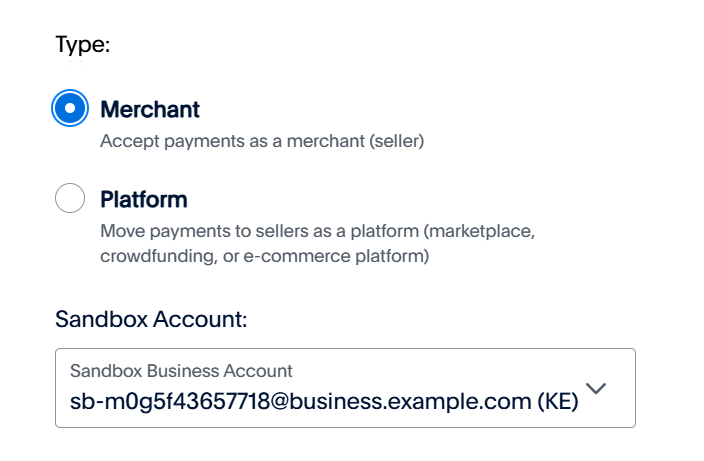 Type:
Merchant
Accept payments as a merchant (seller)
Platform
Move payments to sellers as a platform (marketplace,
crowdfunding, or e-commerce platform)
Sandbox Account:
Sandbox Business Account
sb-m0g5f43657718@business.example.com (KE)